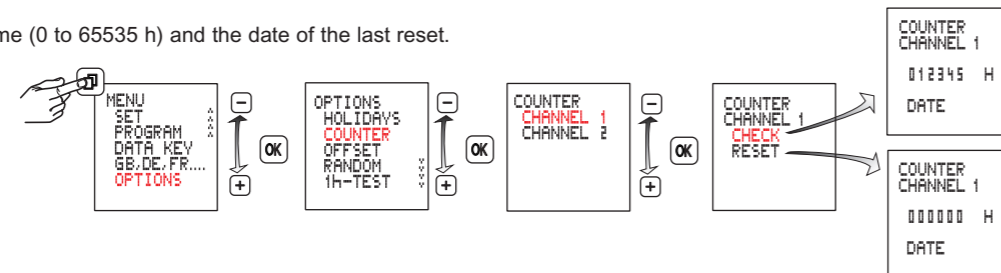 me (0 to 65535 h) and the date of the last reset.
MENU
SET
PROGRAM
DATA KEY
GB,DE,FR....
OPTIONS
−
OK
+
OPTIONS
HOLIDAYS
COUNTER
OFFSET
RANDOM
1h-TEST
−
OK
+
COUNTER
CHANNEL 1
CHANNEL 2
−
OK
+
COUNTER
CHANNEL 1
CHECK
RESET
COUNTER
CHANNEL 1
012345 H
DATE
COUNTER
CHANNEL 1
000000 H
DATE